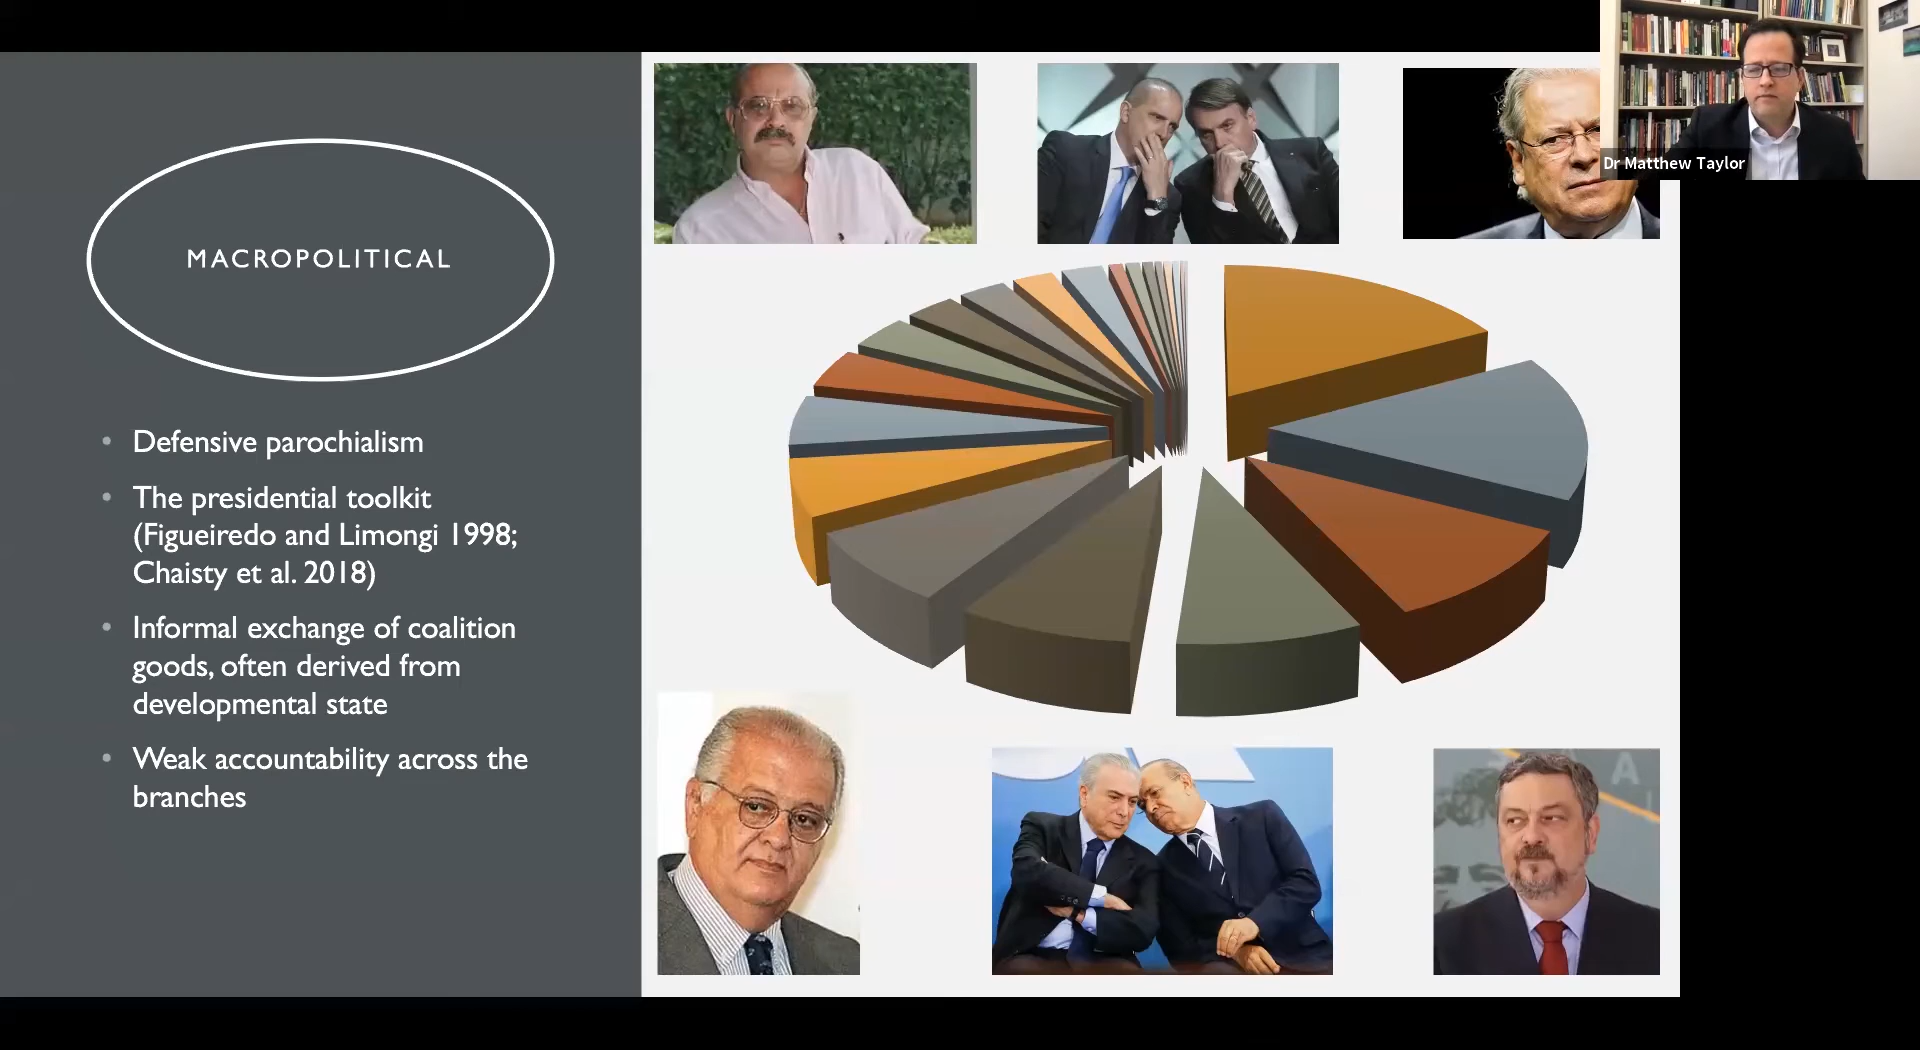 MACROPOLITICAL
• Defensive parochialism
• The presidential toolkit
(Figueiredo and Limongi 1998;
Chaisty et al. 2018)
• Informal exchange of coalition
goods, often derived from
developmental state
• Weak accountability across the
branches
Dr Matthew Taylor